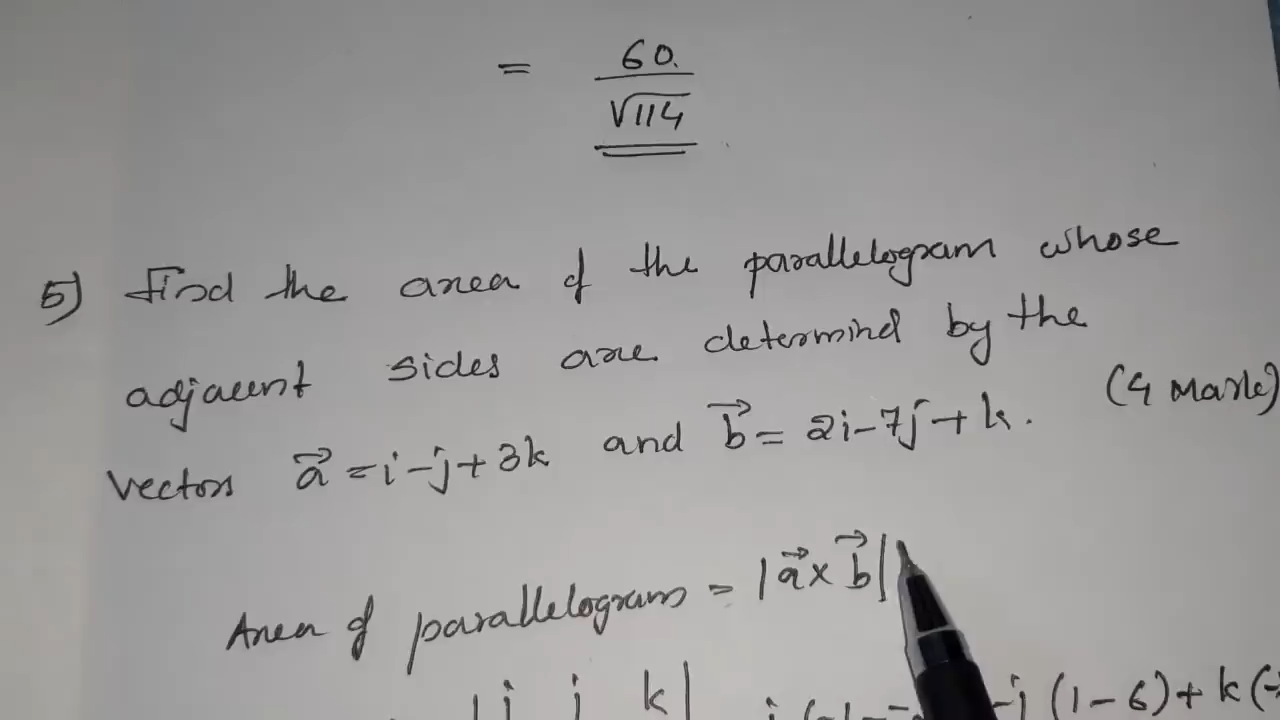 = 60.
√114
5) Find the area of the parallelogram whose
adjacent sides are determind by the
vectors a⃗ = i - j + 3k and b⃗ = 2i - 7j + k. (4 Mark)
Area of parallelogram = |a⃗ x b⃗|
|i j k| -j (1 - 6) + k (